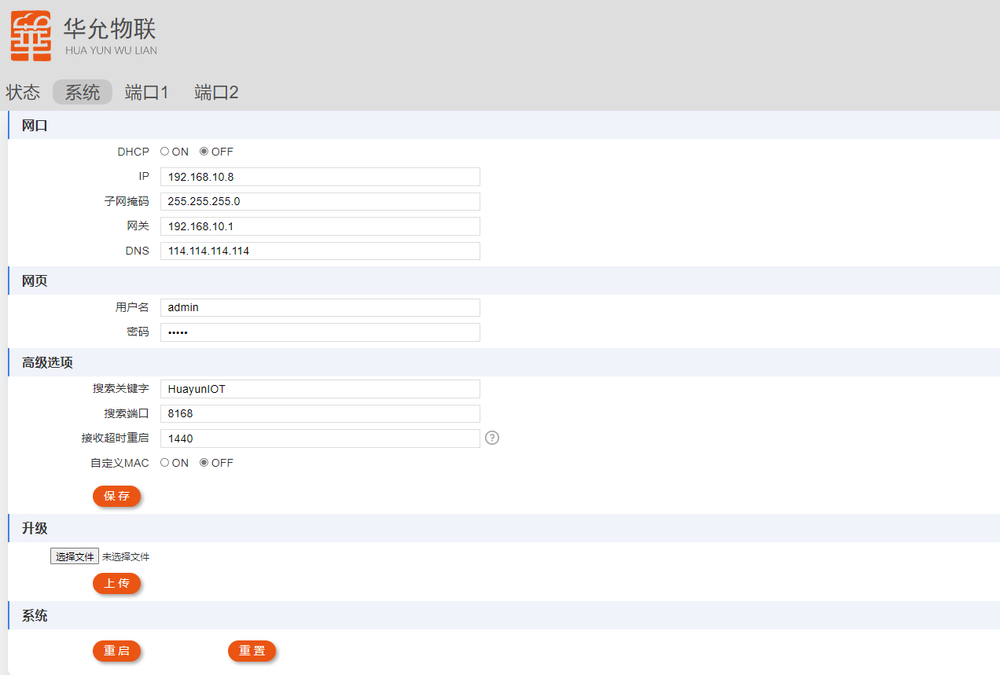 华允物联
HUA YUN WU LIAN
状态 系统 端口1 端口2
网口
DHCP ON OFF
IP 192.168.10.8
子网掩码 255.255.255.0
网关 192.168.10.1
DNS 114.114.114.114
网页
用户名 admin
密码 •••••
高级选项
搜索关键字 HuayunIOT
搜索端口 8168
接收超时重启 1440 ?
自定义MAC ON OFF
保存
升级
选择文件 未选择文件
上传
系统
重启 重置